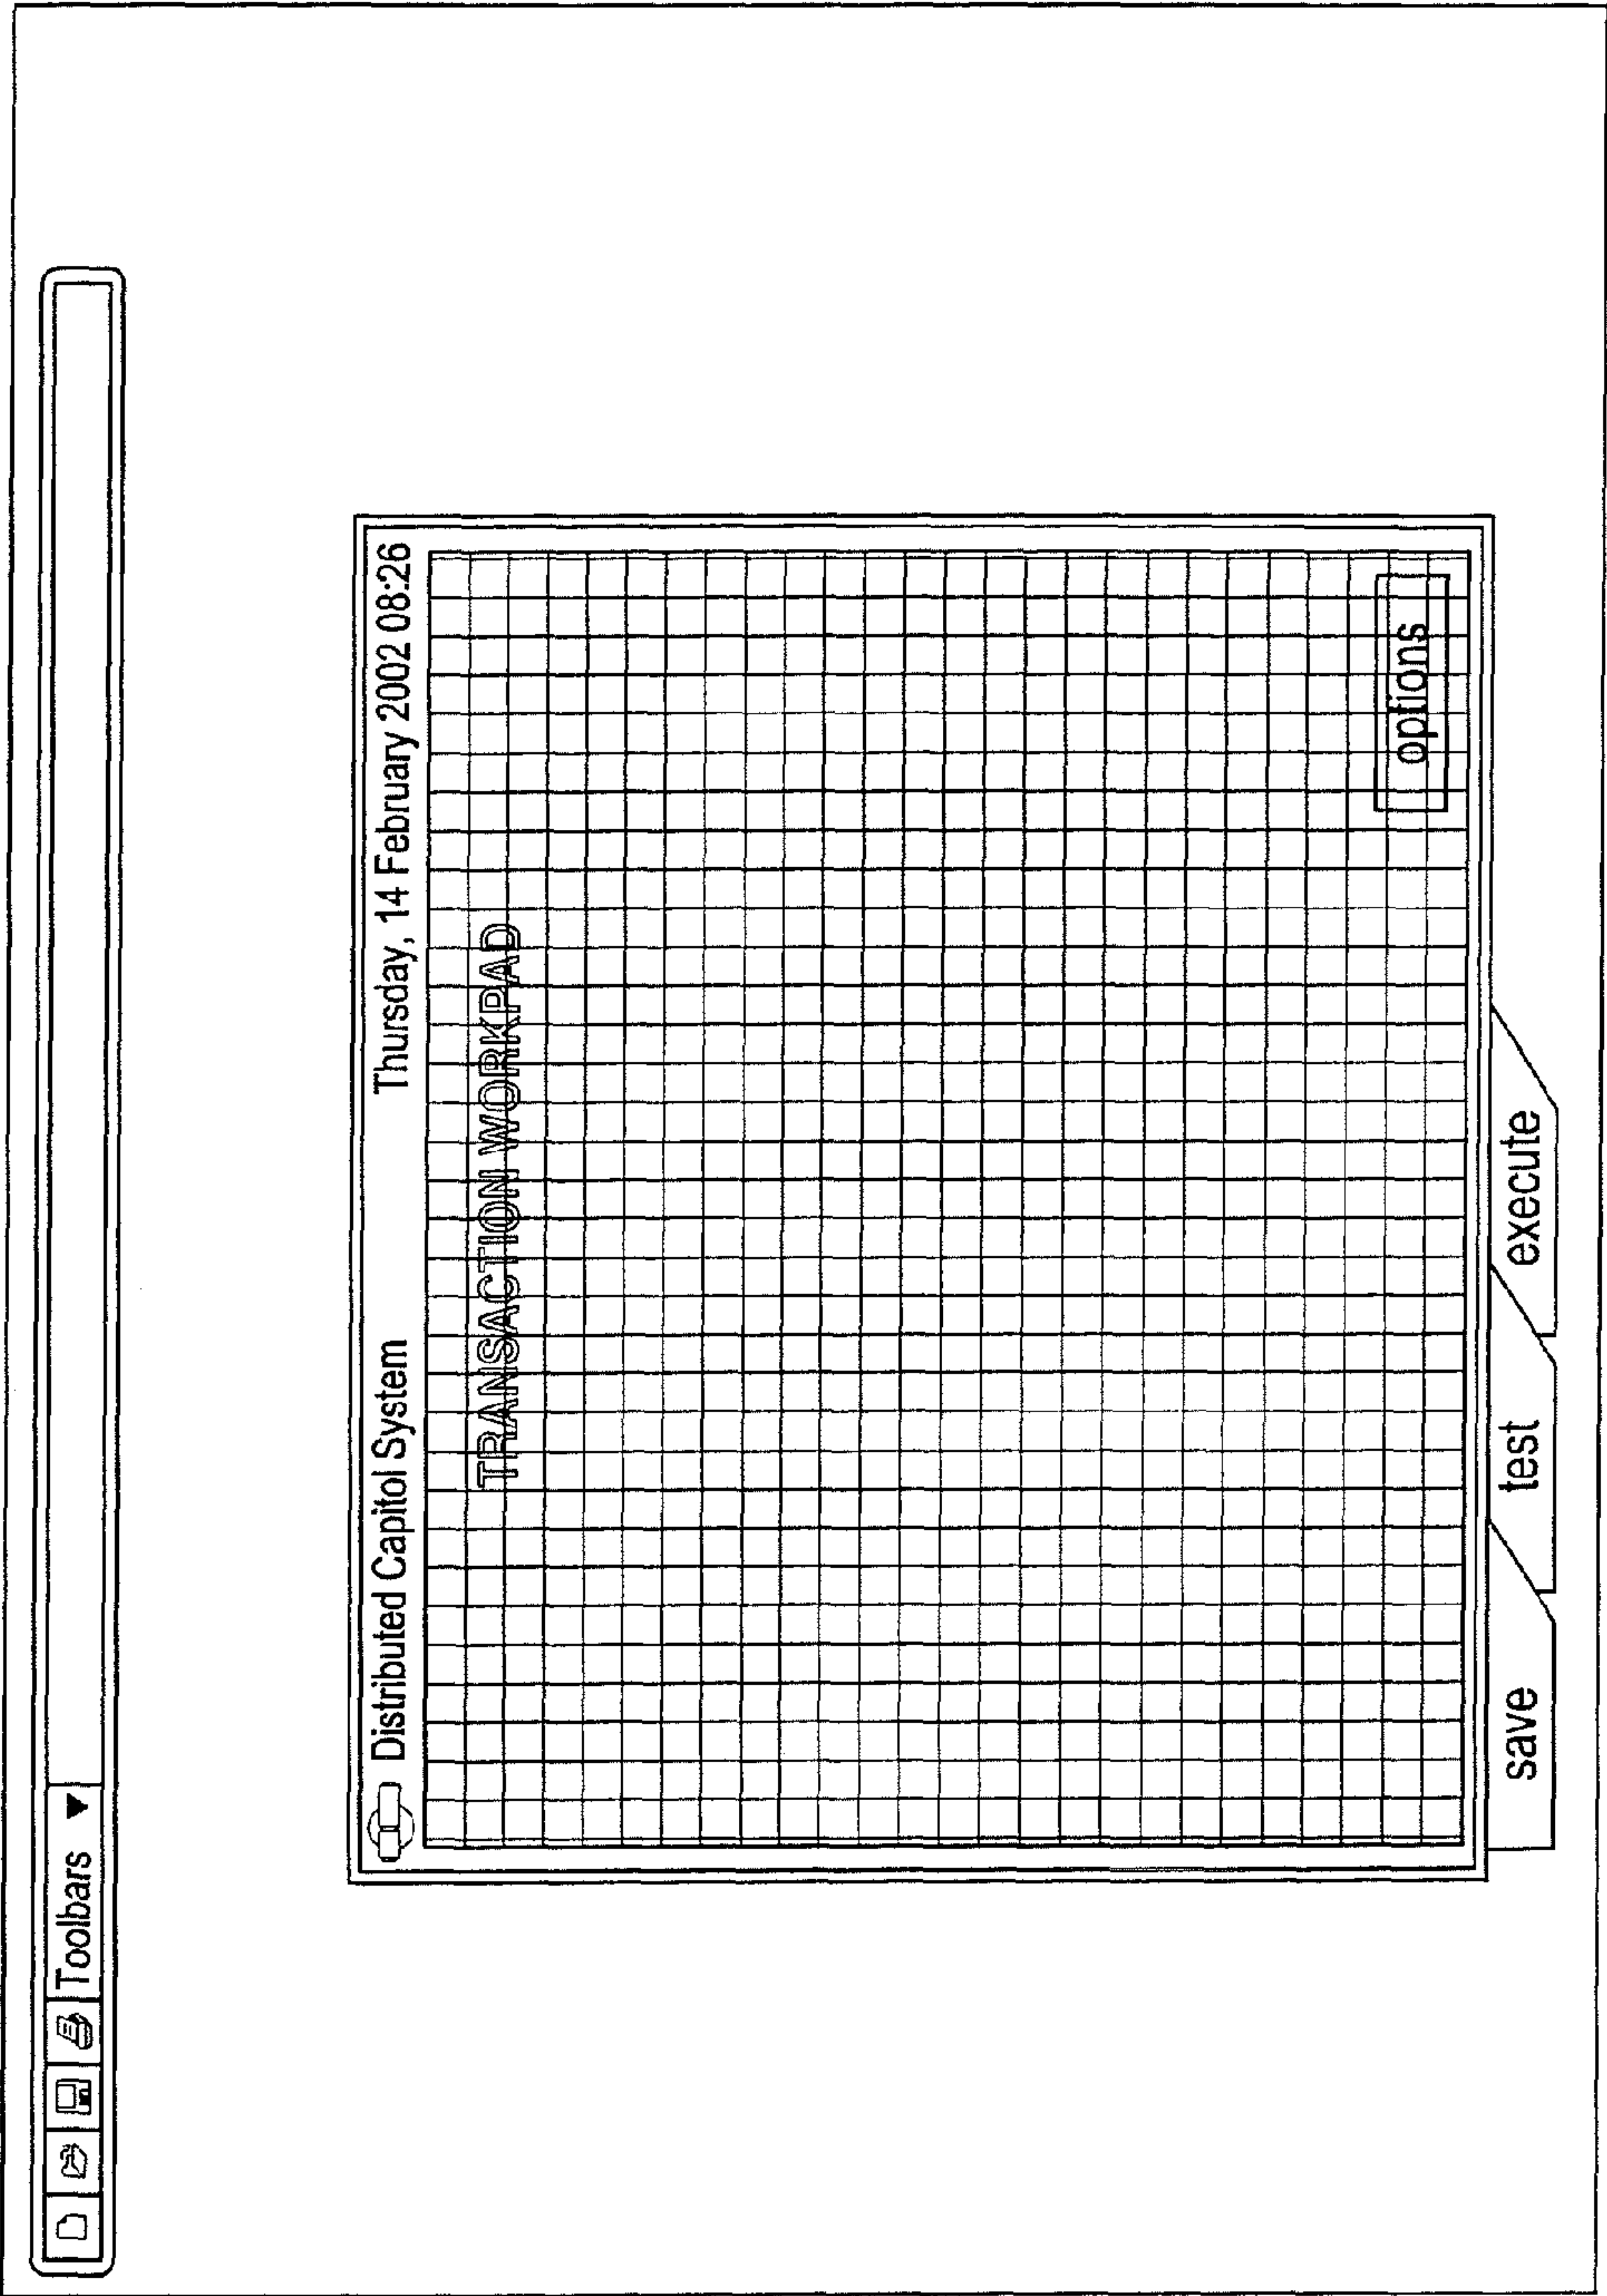 Toolbars
Distributed Capitol System
Thursday, 14 February 2002 08:26
TRANSACTION WORKPAD
options
save
test
execute